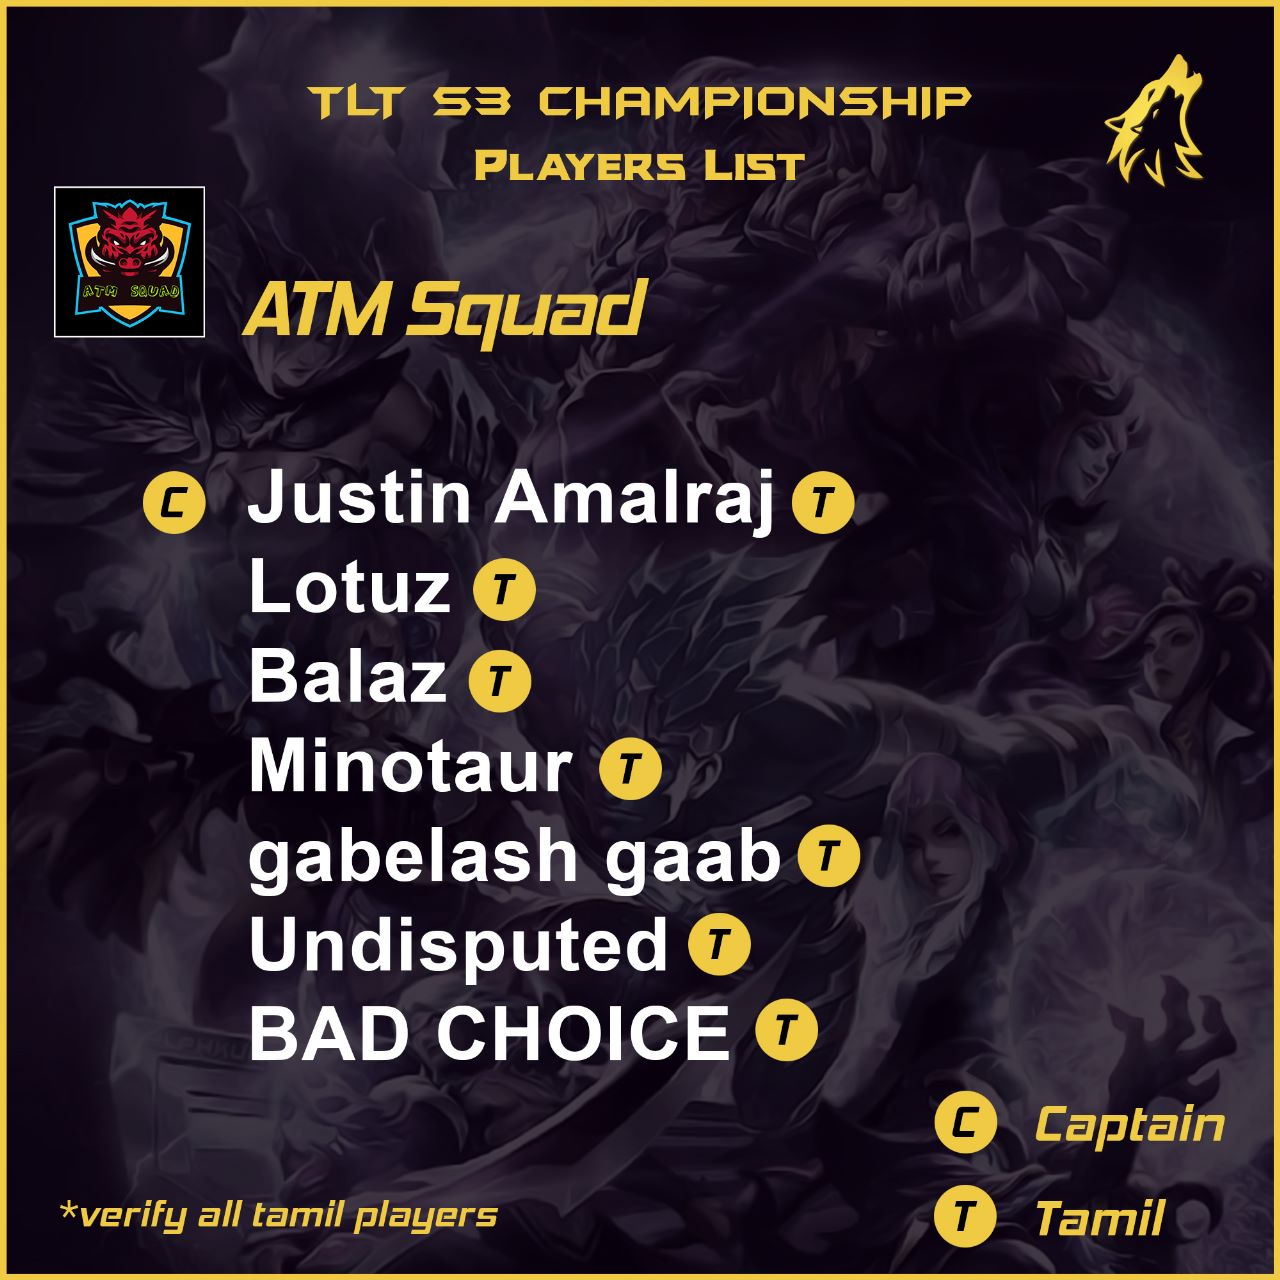 TLT S3 CHAMPIONSHIP
Players List
ATM SQUAD
ATM Squad
C Justin Amalraj T
Lotuz T
Balaz T
Minotaur T
gabelash gaab T
Undisputed T
BAD CHOICE T
C Captain
T Tamil
*verify all tamil players